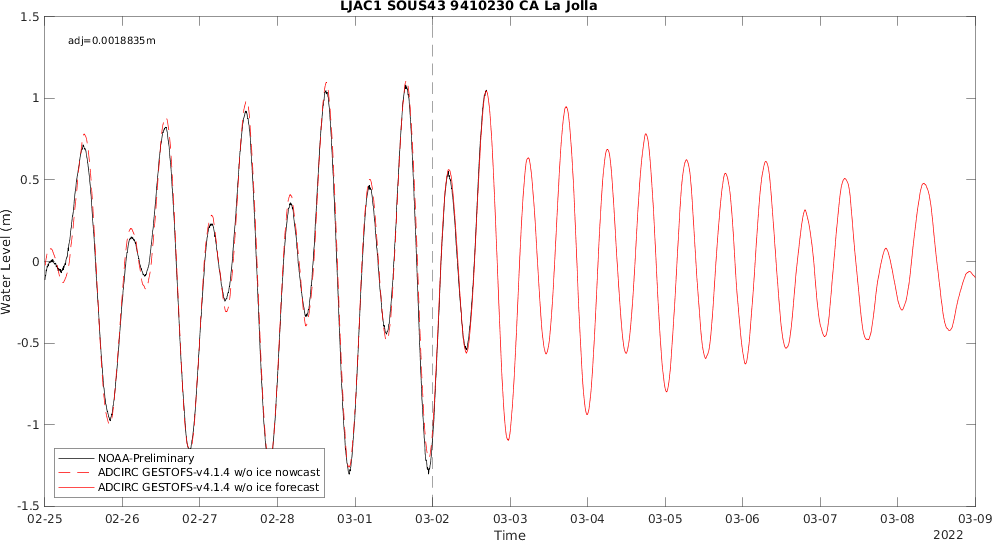 LJAC1 SOUS43 9410230 CA La Jolla
adj=0.0018835m
1.5
1
0.5
0
-0.5
-1
-1.5
Water Level (m)
NOAA-Preliminary
ADCIRC GESTOFS-v4.1.4 w/o ice nowcast
ADCIRC GESTOFS-v4.1.4 w/o ice forecast
02-25 02-26 02-27 02-28 03-01 03-02 03-03 03-04 03-05 03-06 03-07 03-08 03-09
Time
2022